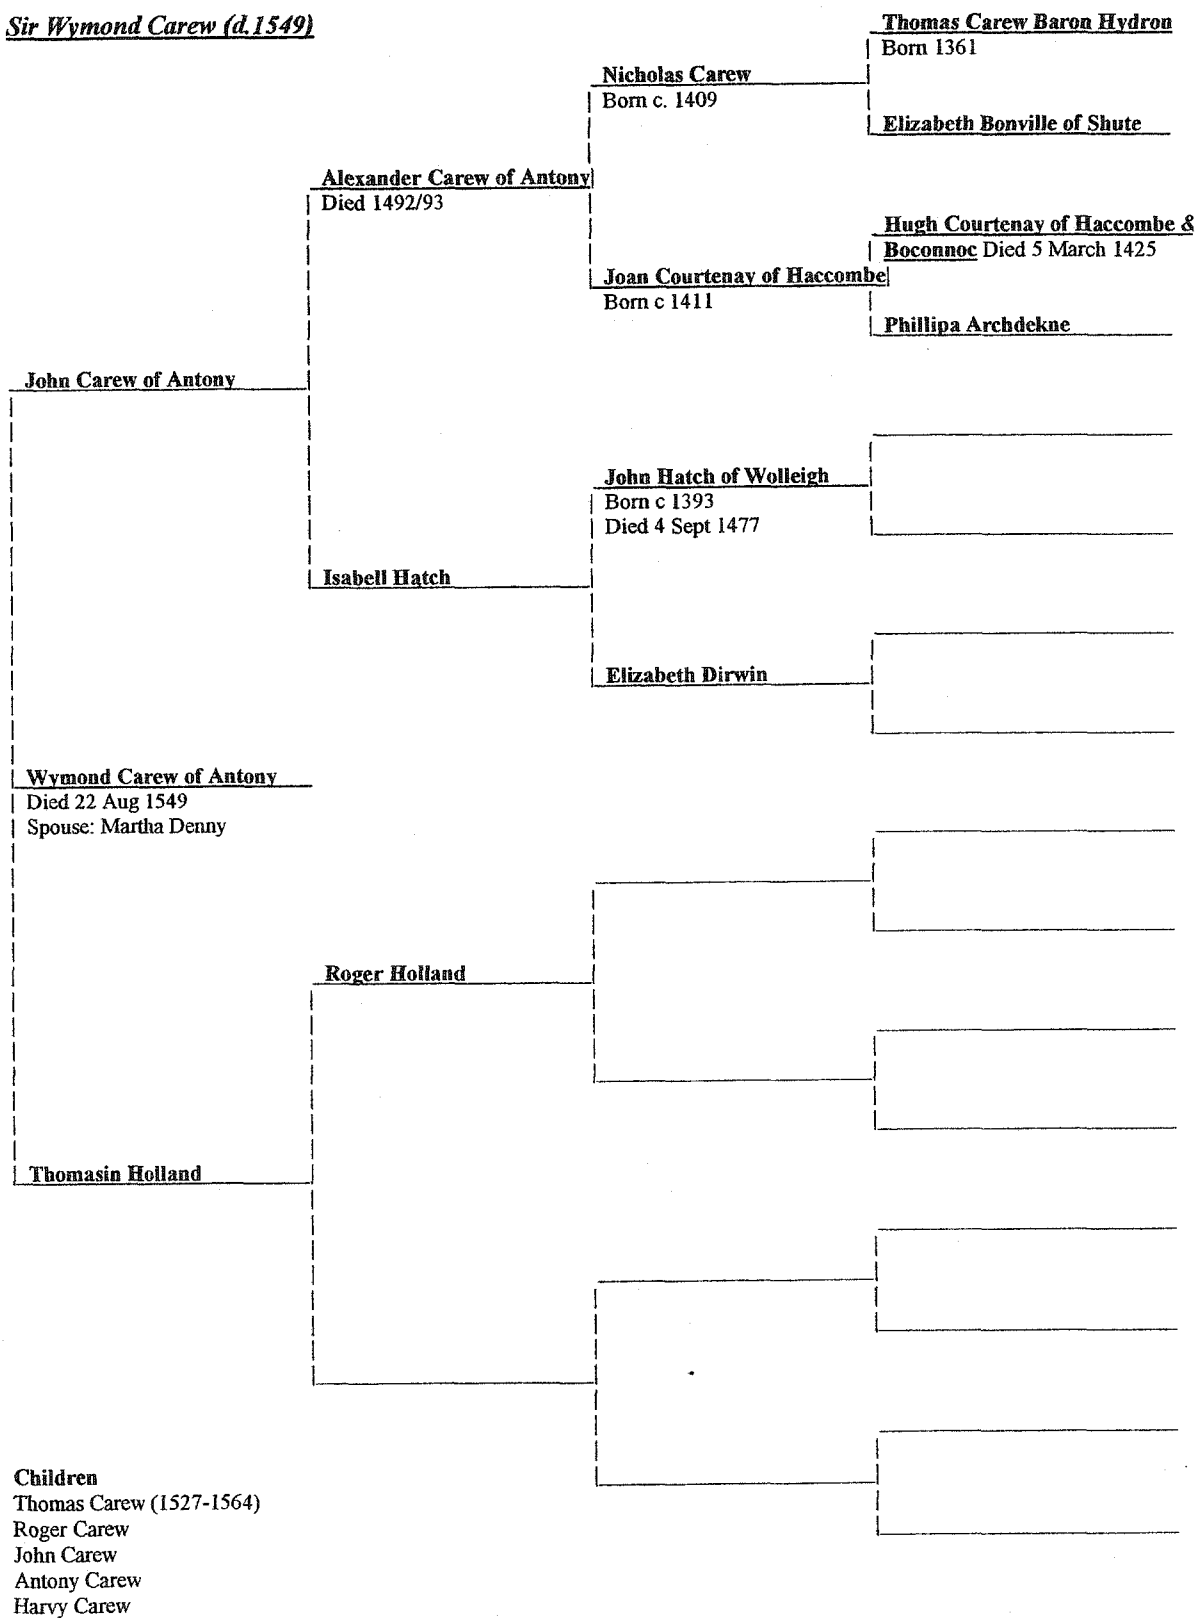 Sir Wymond Carew (d.1549)
Thomas Carew Baron Hydron
Born 1361
Nicholas Carew
Born c. 1409
Elizabeth Bonville of Shute
Alexander Carew of Antony
Died 1492/93
Hugh Courtenay of Haccombe &
Boconnoc Died 5 March 1425
Joan Courtenay of Haccombe
Born c 1411
Phillipa Archdekne
John Carew of Antony
John Hatch of Wolleigh
Born c 1393
Died 4 Sept 1477
Isabell Hatch
Elizabeth Dirwin
Wymond Carew of Antony
Died 22 Aug 1549
Spouse: Martha Denny
Roger Holland
Thomasin Holland
Children
Thomas Carew (1527-1564)
Roger Carew
John Carew
Antony Carew
Harvy Carew